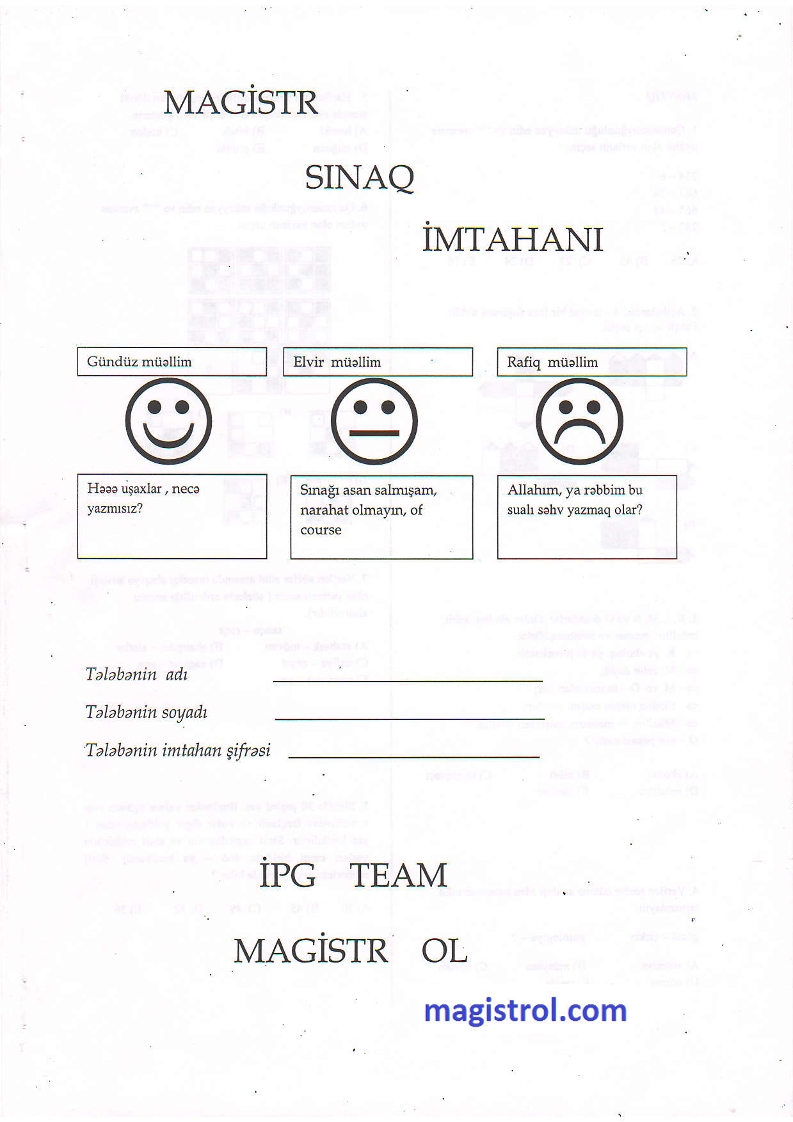 MAGİSTR
SINAQ
İMTAHANI
Gündüz müəllim
Elvir müəllim
Rafiq müəllim
Həəə uşaxlar , necə
yazmısız?
Sınağı asan salmışam,
narahat olmayın, of
course
Allahım, ya rəbbim bu
sualı səhv yazmaq olar?
Tələbənin adı
Tələbənin soyadı
Tələbənin imtahan şifrəsi
İPG TEAM
MAGİSTR OL
magistrol.com